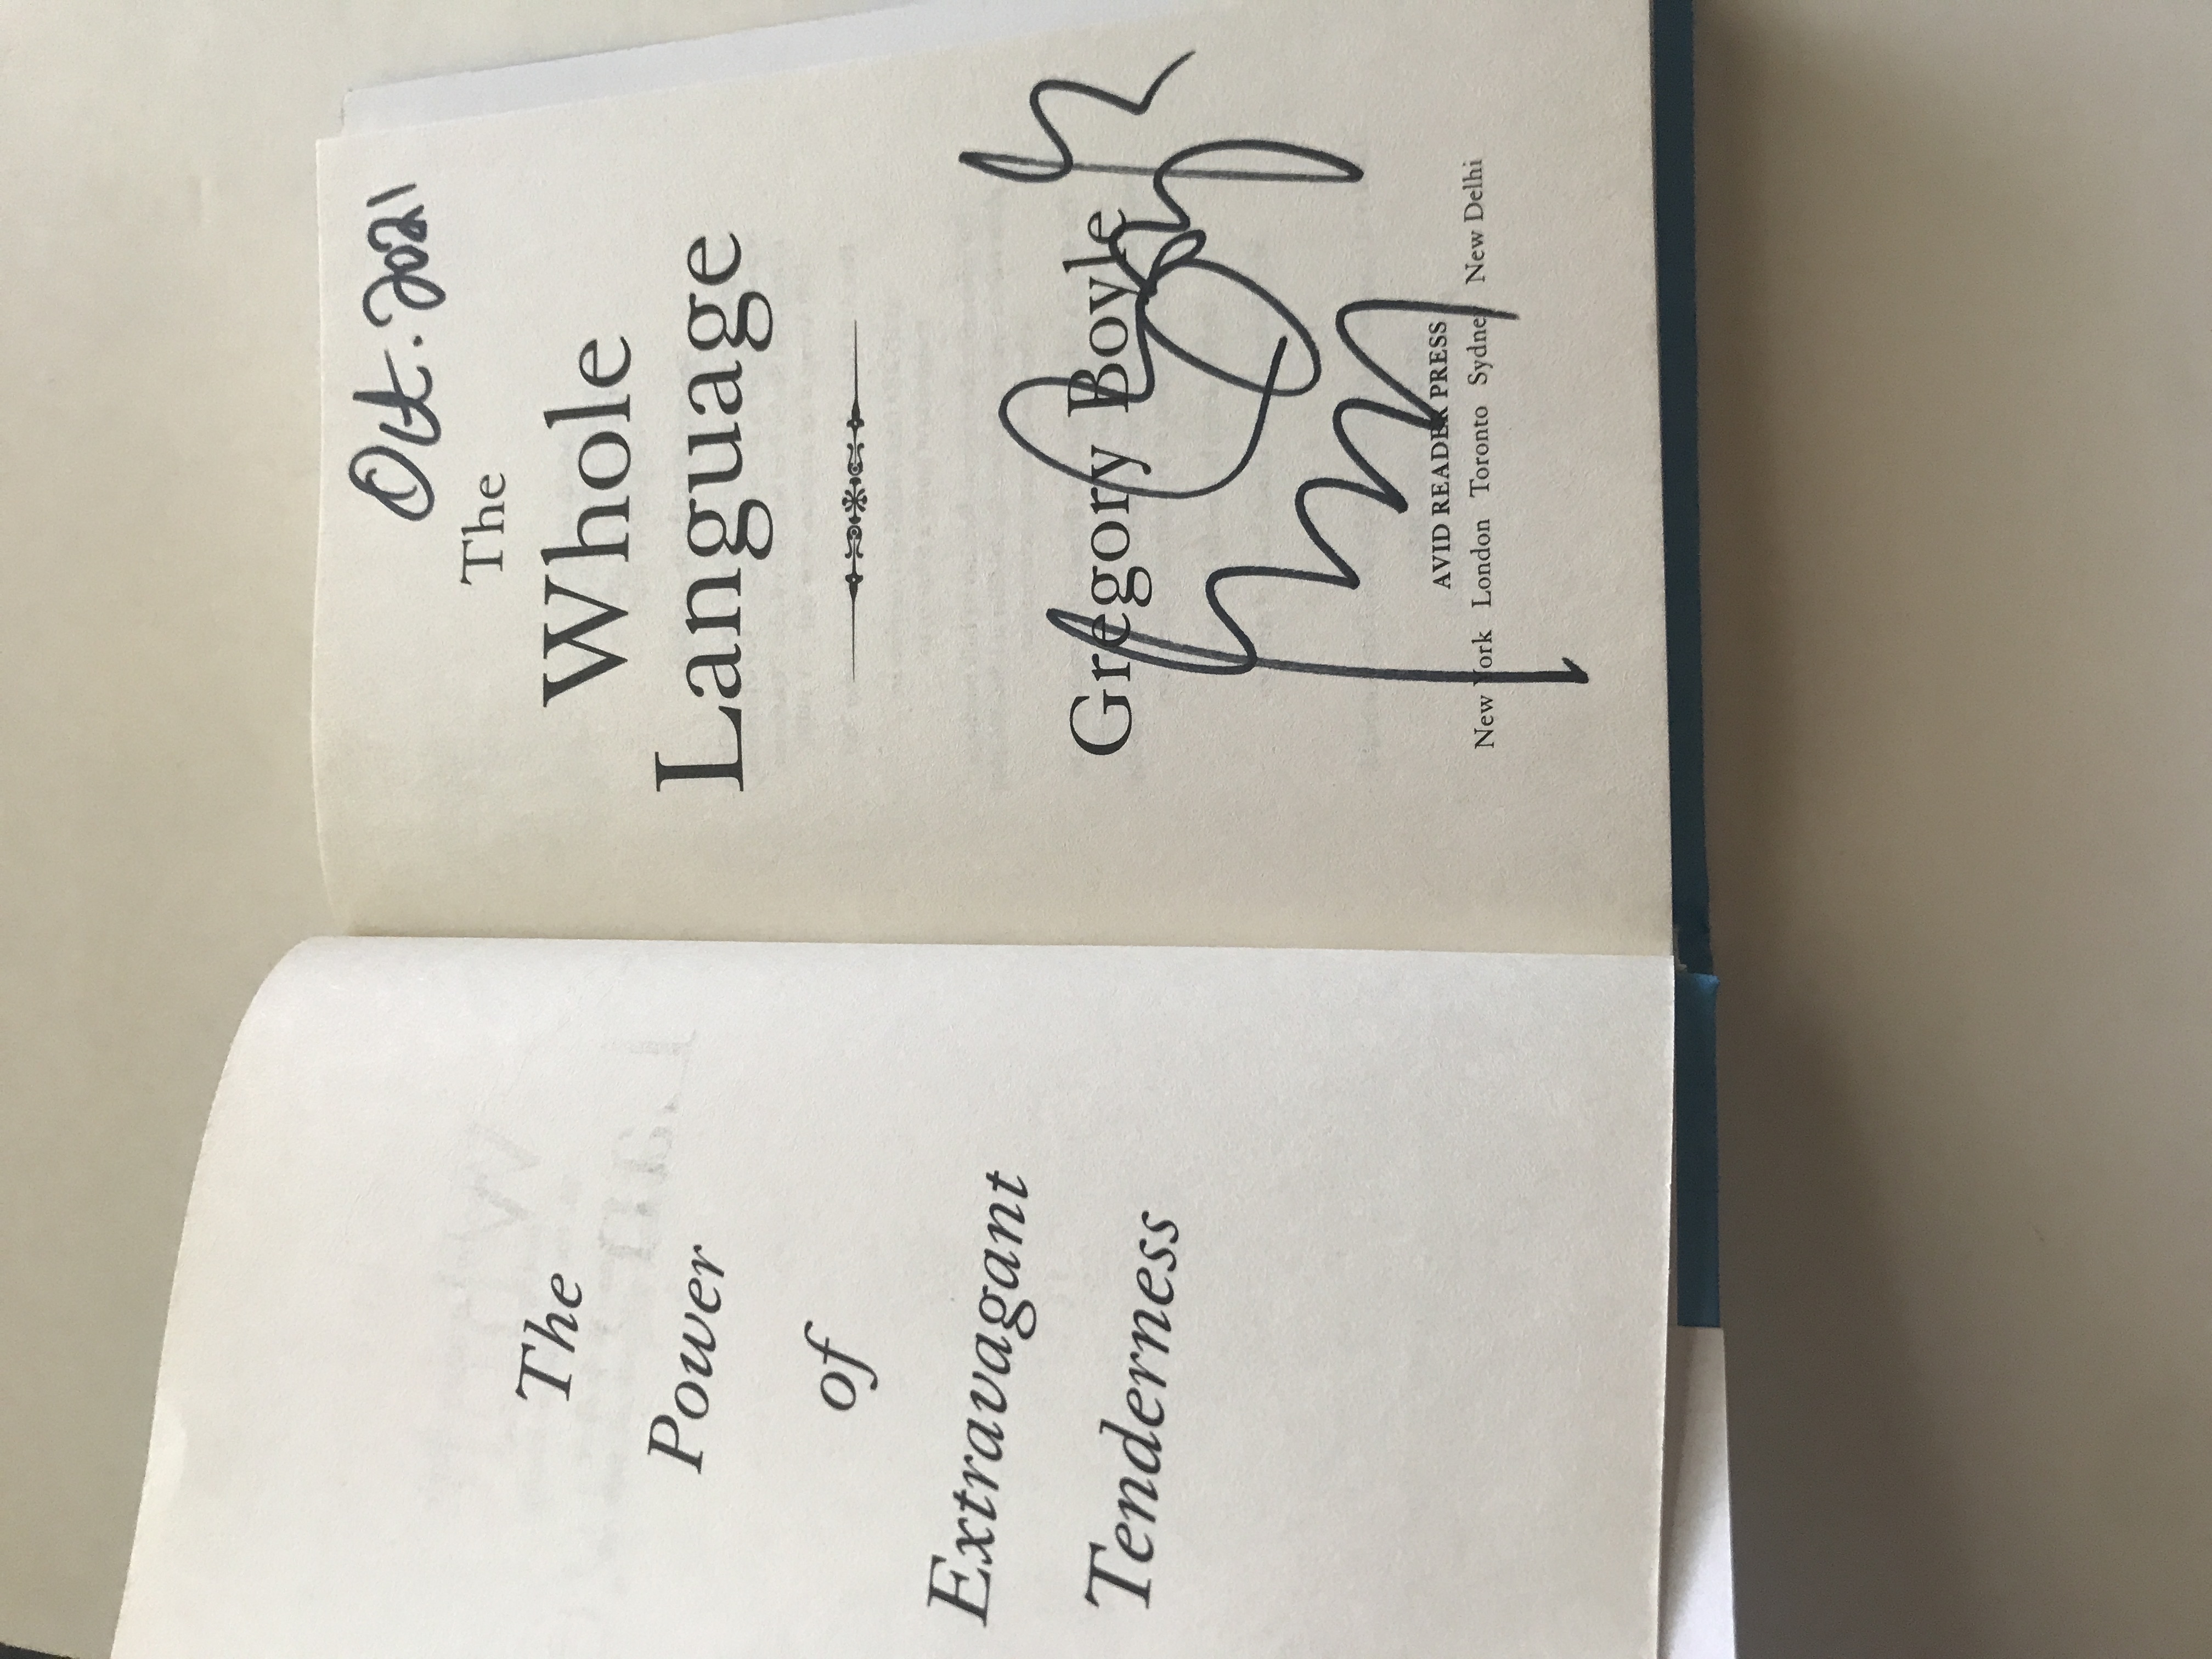 The
Power
of
Extravagant
Tenderness
Oct. 2021
The
Whole
Language
Gregory Boyle
AVID READER PRESS
New York London Toronto Sydney New Delhi